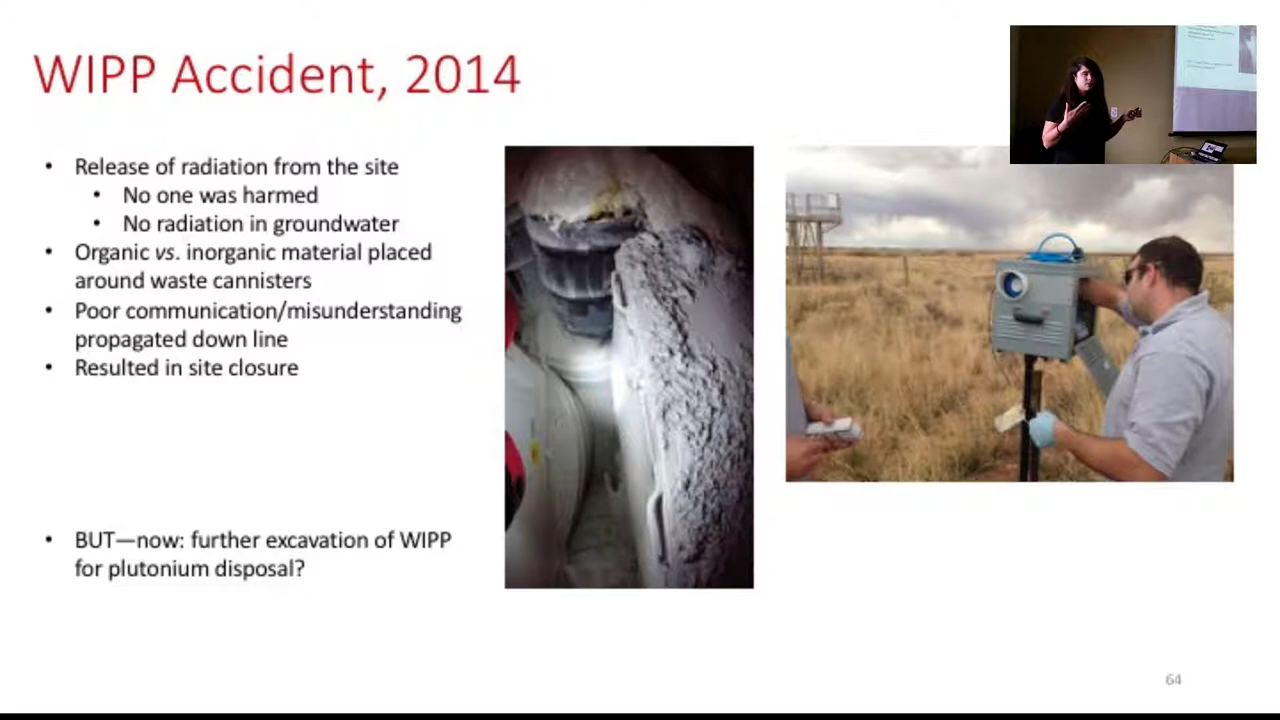 WIPP Accident, 2014
• Release of radiation from the site
• No one was harmed
• No radiation in groundwater
• Organic vs. inorganic material placed
around waste cannisters
• Poor communication/misunderstanding
propagated down line
• Resulted in site closure
• BUT—now: further excavation of WIPP
for plutonium disposal?
64